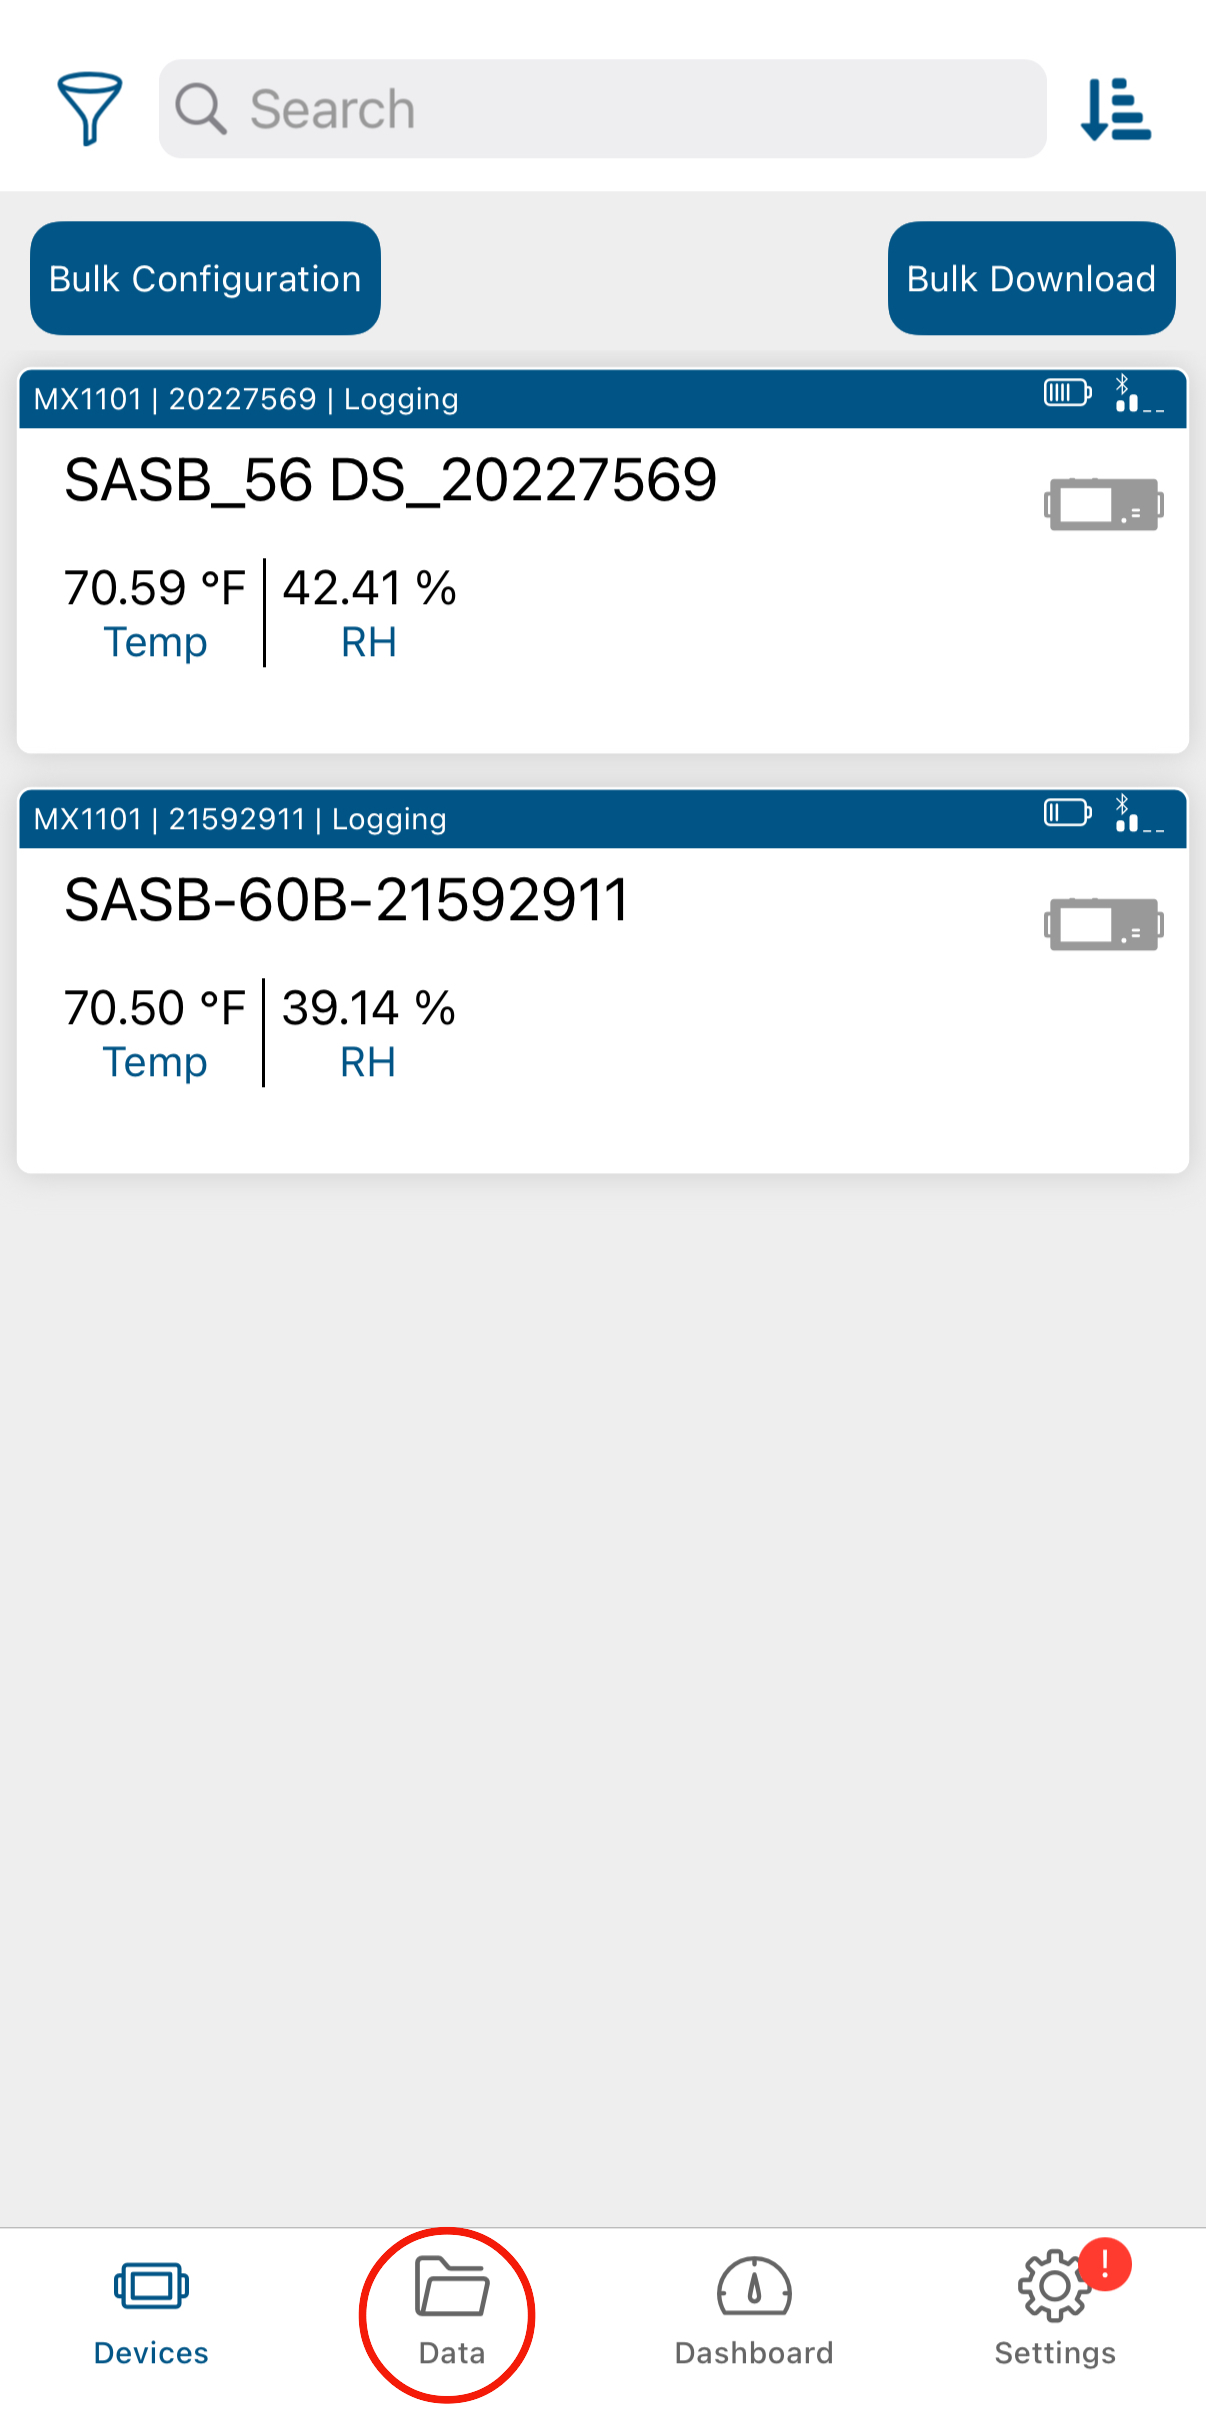 Search
Bulk Configuration
Bulk Download
MX1101 | 20227569 | Logging
SASB_56 DS_20227569
70.59 °F | 42.41 %
Temp RH
MX1101 | 21592911 | Logging
SASB-60B-21592911
70.50 °F | 39.14 %
Temp RH
!
Devices Data Dashboard Settings